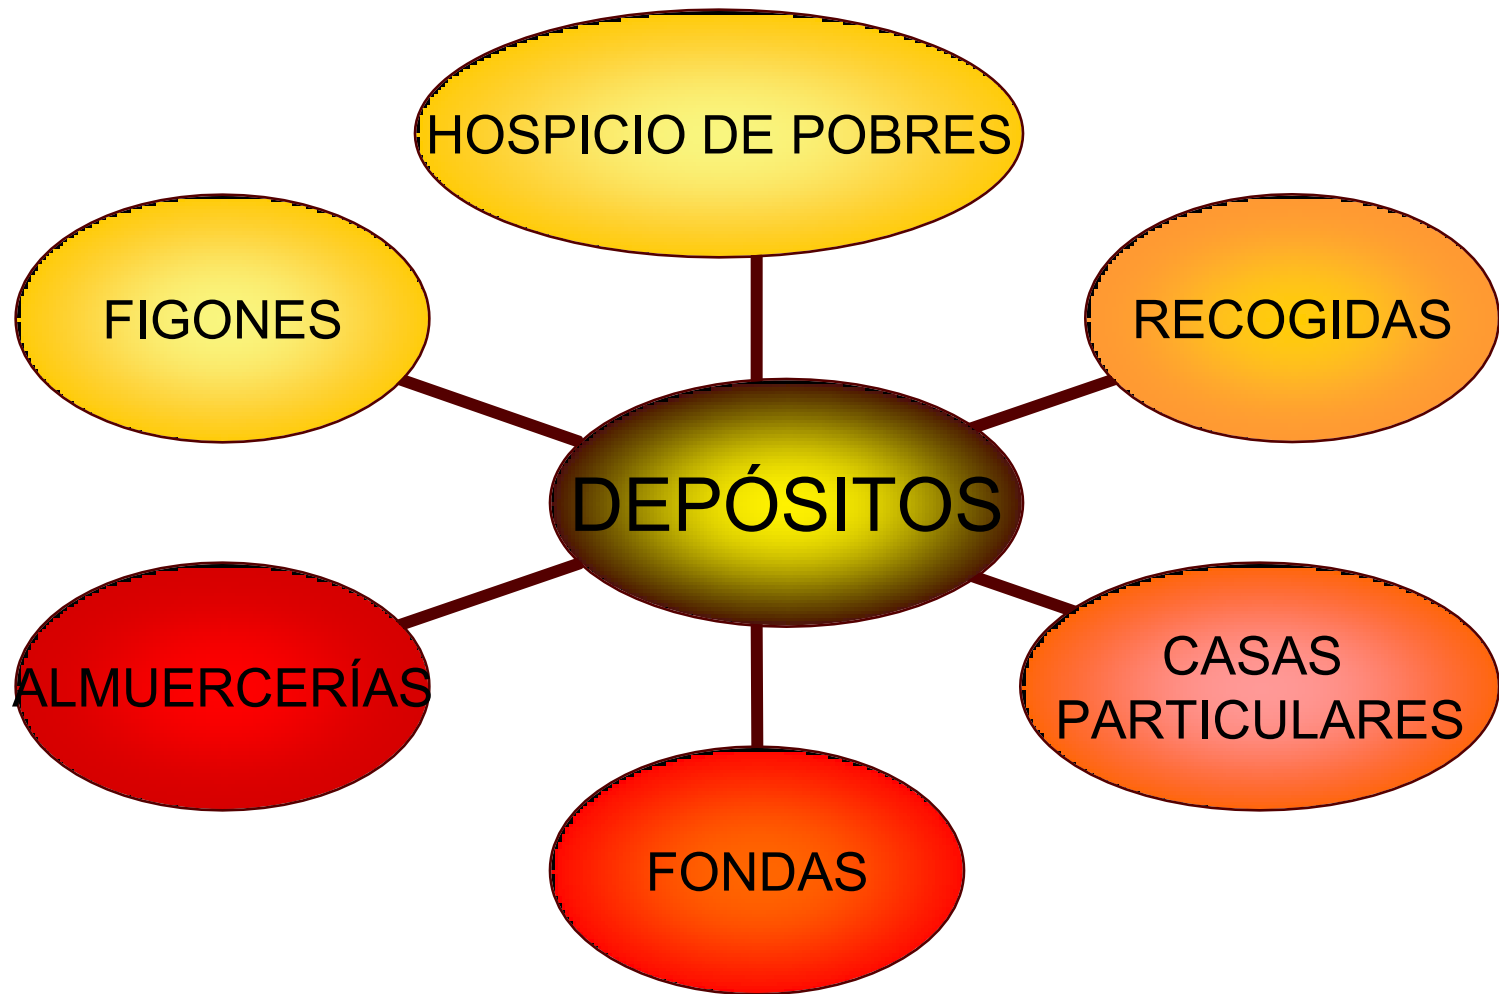 HOSPICIO DE POBRES
FIGONES
RECOGIDAS
DEPÓSITOS
ALMUERCERÍAS
CASAS
PARTICULARES
FONDAS